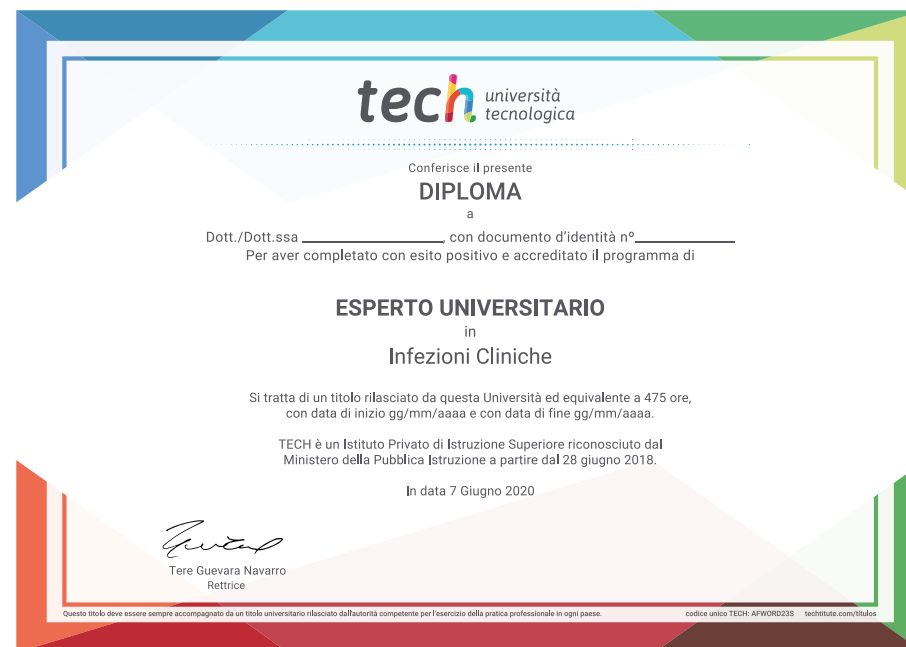 tech università
tecnologica
Conferisce il presente
DIPLOMA
a
Dott./Dott.ssa ____________________, con documento d'identità nº______________
Per aver completato con esito positivo e accreditato il programma di
ESPERTO UNIVERSITARIO
in
Infezioni Cliniche
Si tratta di un titolo rilasciato da questa Università ed equivalente a 475 ore,
con data di inizio gg/mm/aaaa e con data di fine gg/mm/aaaa.
TECH è un Istituto Privato di Istruzione Superiore riconosciuto dal
Ministero della Pubblica Istruzione a partire dal 28 giugno 2018.
In data 7 Giugno 2020
Tere Guevara Navarro
Rettrice
Questo titolo deve essere sempre accompagnato da un titolo universitario rilasciato dall'autorità competente per l'esercizio della pratica professionale in ogni paese. codice unico TECH: AFWORD23S techtitute.com/titulos